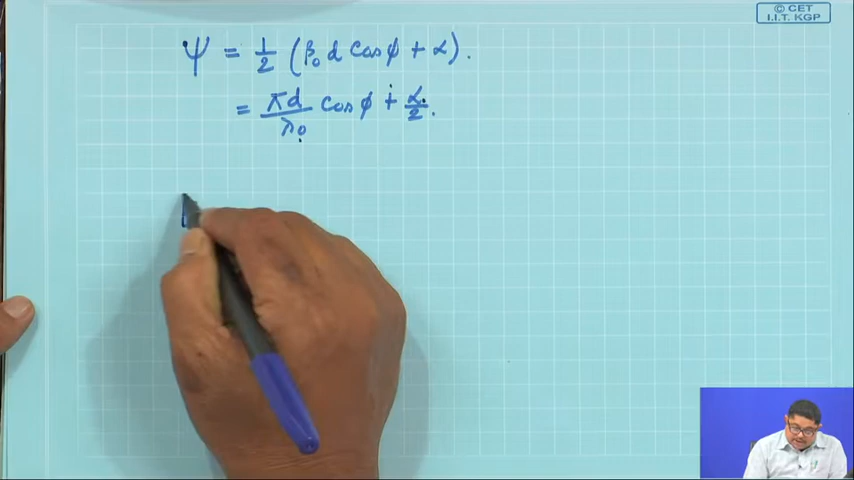 © CET
I.I.T. KGP
ψ = 1/2 (β₀ d cos ϕ + α).
= πd/λ₀ cos ϕ + α/2.